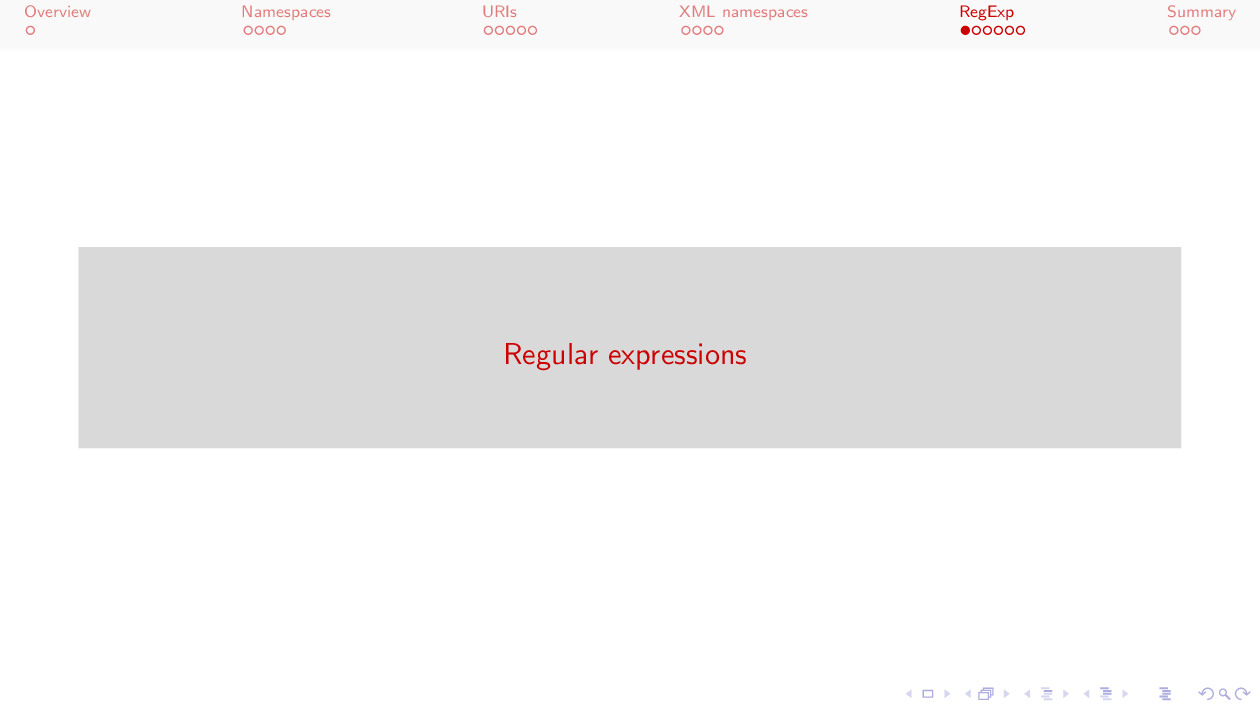 Overview Namespaces URIs XML namespaces RegExp Summary
Regular expressions